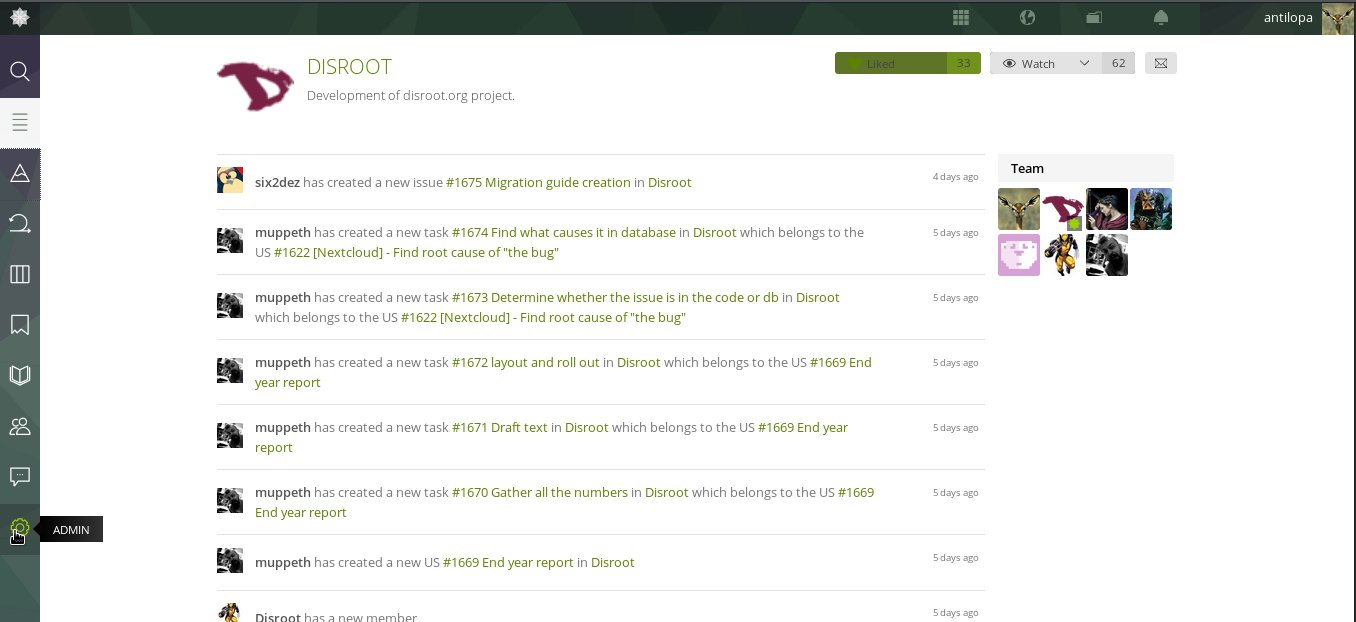 antilopa
DISROOT
Development of disroot.org project.
Liked 33
Watch 62
Team
six2dez has created a new issue #1675 Migration guide creation in Disroot 4 days ago
muppeth has created a new task #1674 Find what causes it in database in Disroot which belongs to the 5 days ago
US #1622 [Nextcloud] - Find root cause of "the bug"
muppeth has created a new task #1673 Determine whether the issue is in the code or db in Disroot 5 days ago
which belongs to the US #1622 [Nextcloud] - Find root cause of "the bug"
muppeth has created a new task #1672 layout and roll out in Disroot which belongs to the US #1669 End 5 days ago
year report
muppeth has created a new task #1671 Draft text in Disroot which belongs to the US #1669 End year 5 days ago
report
muppeth has created a new task #1670 Gather all the numbers in Disroot which belongs to the US #1669 5 days ago
End year report
ADMIN
muppeth has created a new US #1669 End year report in Disroot 5 days ago
Disroot has a new member 5 days ago